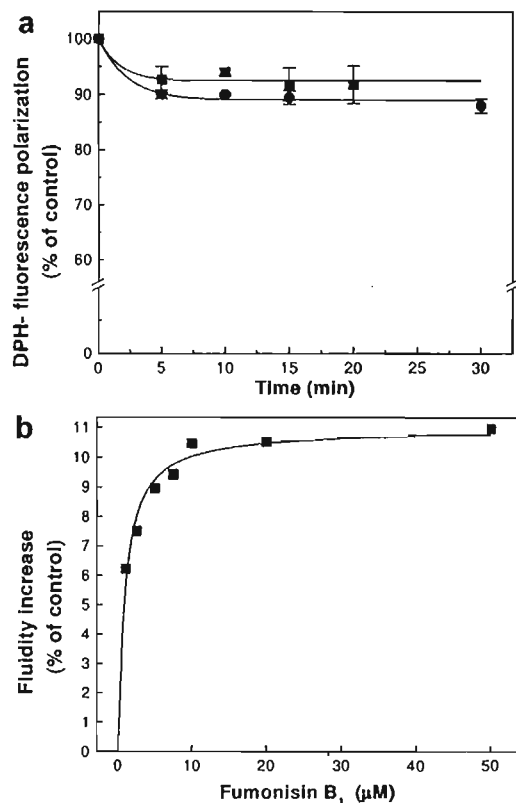 a
DPH- fluorescence polarization
(% of control)
100
90
80
70
60
0
0 5 10 15 20 25 30
Time (min)
b
Fluidity increase
(% of control)
11
10
9
8
7
6
5
4
3
2
1
0
0 10 20 30 40 50
Fumonisin B₁ (μM)